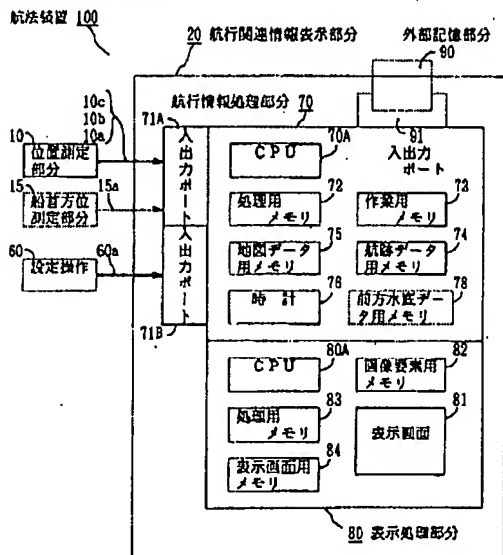 航法装置 100
20 航行関連情報表示部分
外部記憶部分
90
10c
10b
10a
航行情報処理部分 70
71A
91
10
位置測定
部分
入出力ポート
CPU
70A
入出力
ポート
15
船首方位
測定部分
15a
処理用
メモリ
72
作業用
メモリ
73
地図データ
用メモリ
75
航跡データ
用メモリ
74
60
設定操作
60a
入出力ポート
時計
76
前方水底デー
タ用メモリ
78
71B
CPU
80A
画像要素用
メモリ
82
処理用
メモリ
83
表示画面
81
表示画面用
メモリ
84
80 表示処理部分